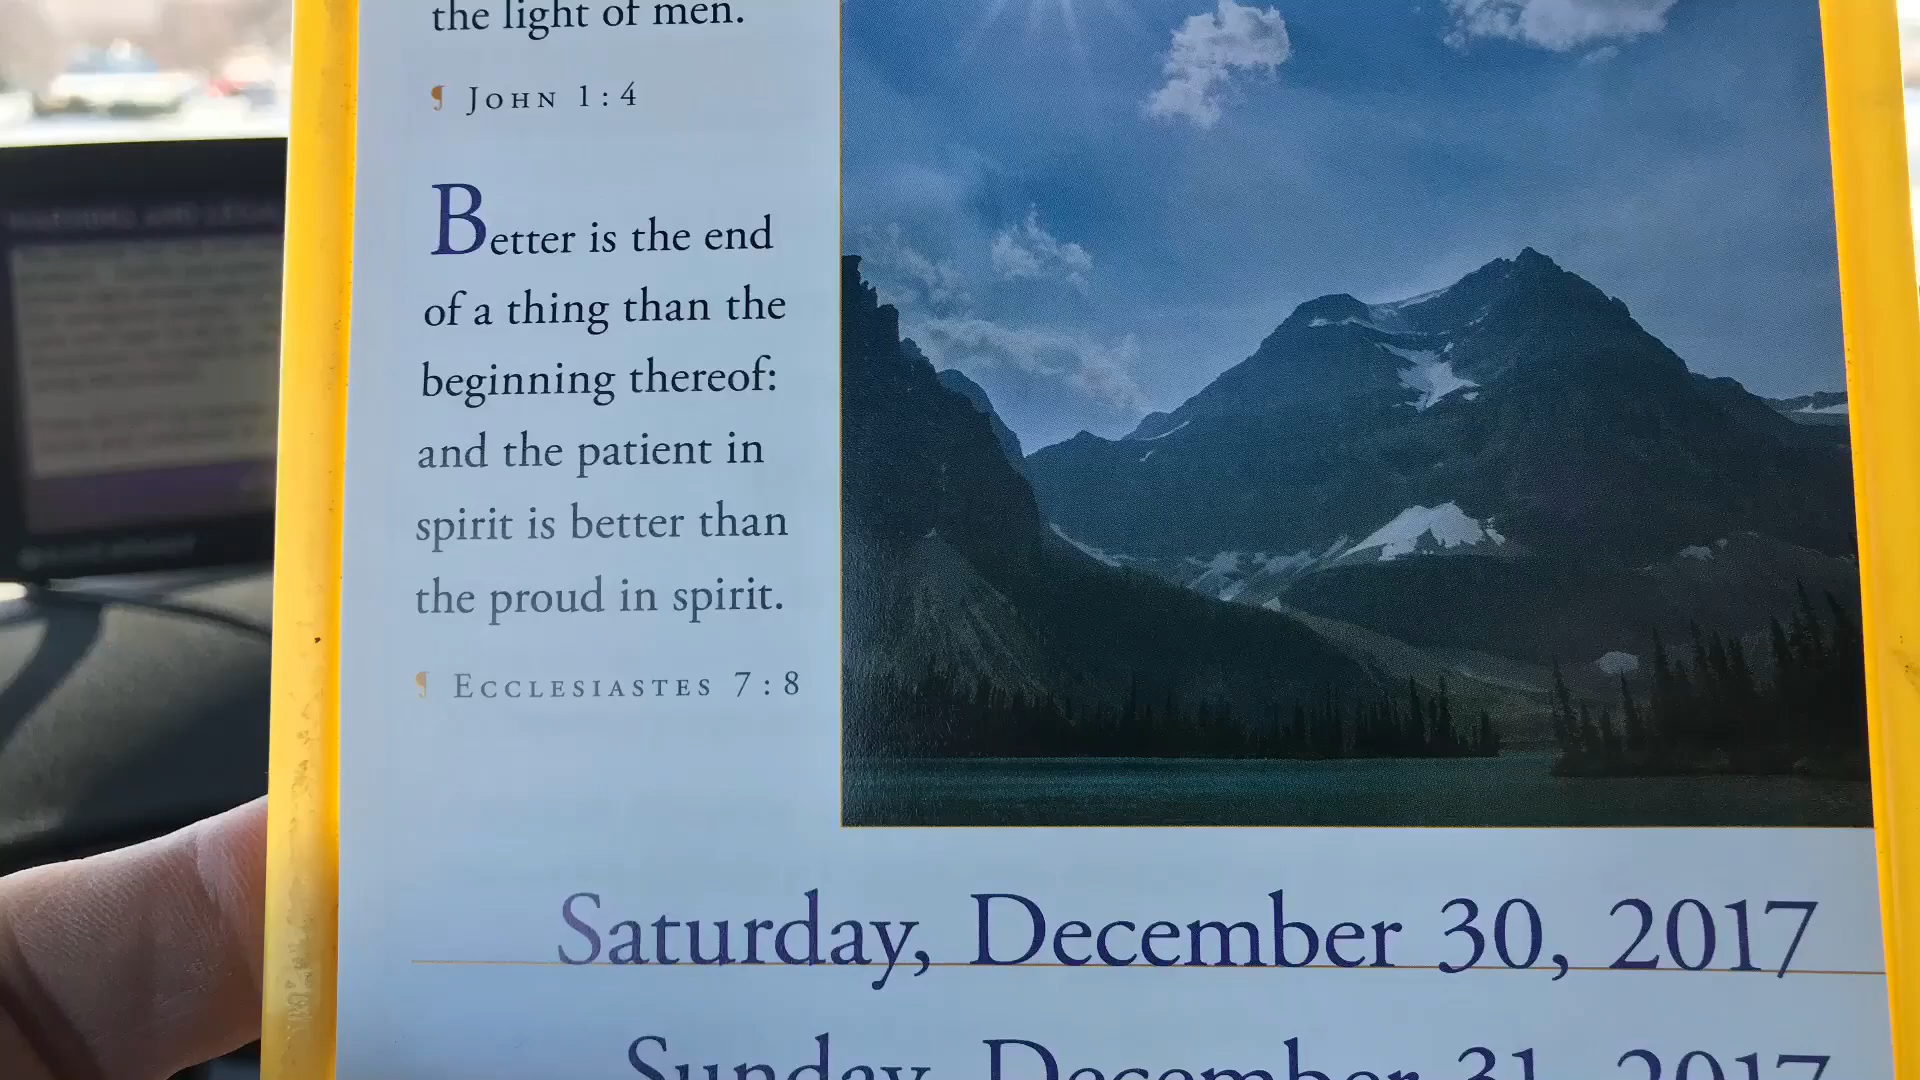 the light of men.
¶ JOHN 1:4
Better is the end
of a thing than the
beginning thereof:
and the patient in
spirit is better than
the proud in spirit.
¶ ECCLESIASTES 7:8
Saturday, December 30, 2017
Sunday, December 31, 2017